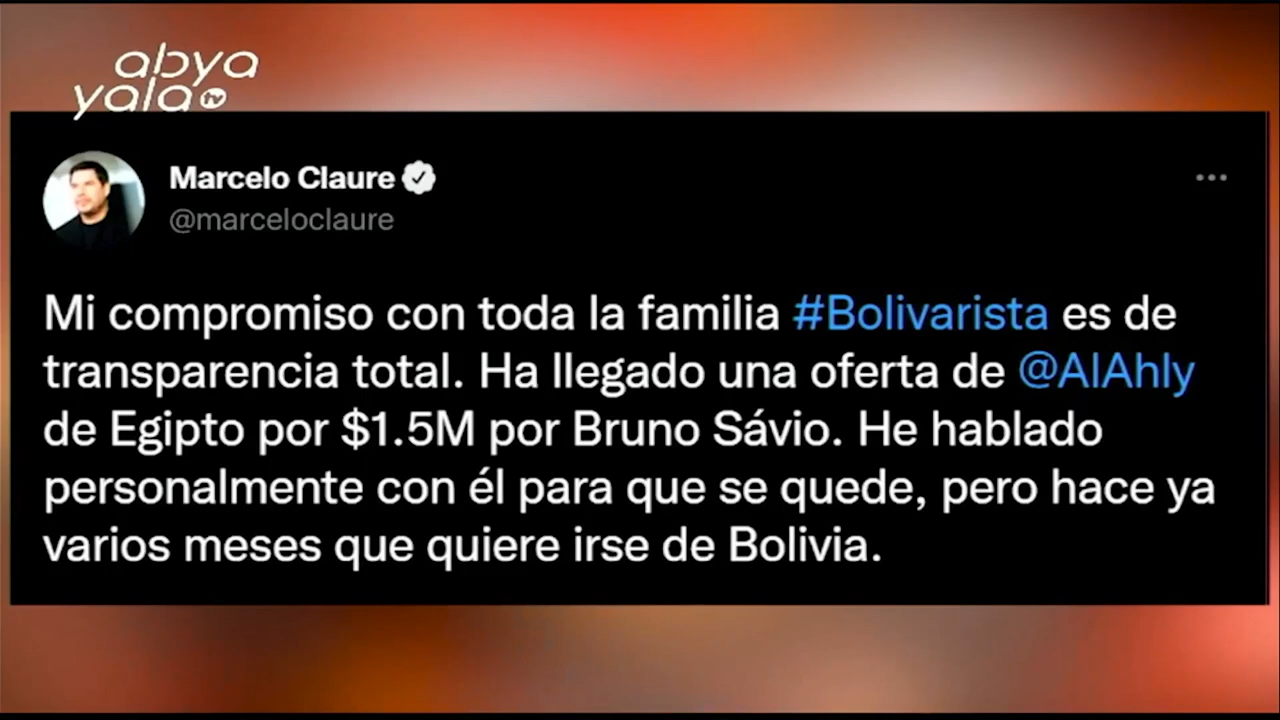 abya
yala tv
Marcelo Claure
@marceloclaure
Mi compromiso con toda la familia #Bolivarista es de
transparencia total. Ha llegado una oferta de @AlAhly
de Egipto por $1.5M por Bruno Sávio. He hablado
personalmente con él para que se quede, pero hace ya
varios meses que quiere irse de Bolivia.